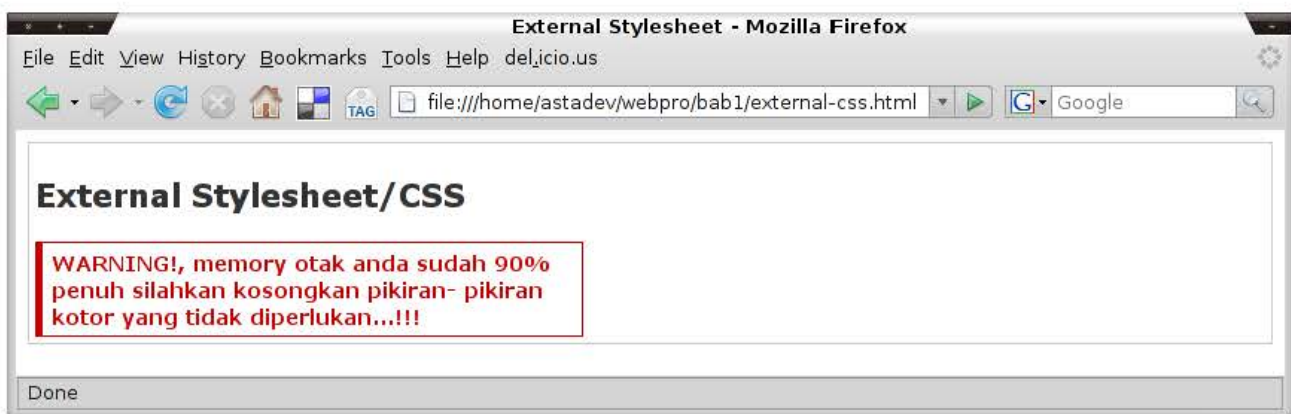 External Stylesheet - Mozilla Firefox
File Edit View History Bookmarks Tools Help del.icio.us
TAG file:///home/astadev/webpro/bab1/external-css.html G Google
External Stylesheet/CSS
WARNING!, memory otak anda sudah 90%
penuh silahkan kosongkan pikiran- pikiran
kotor yang tidak diperlukan...!!!
Done